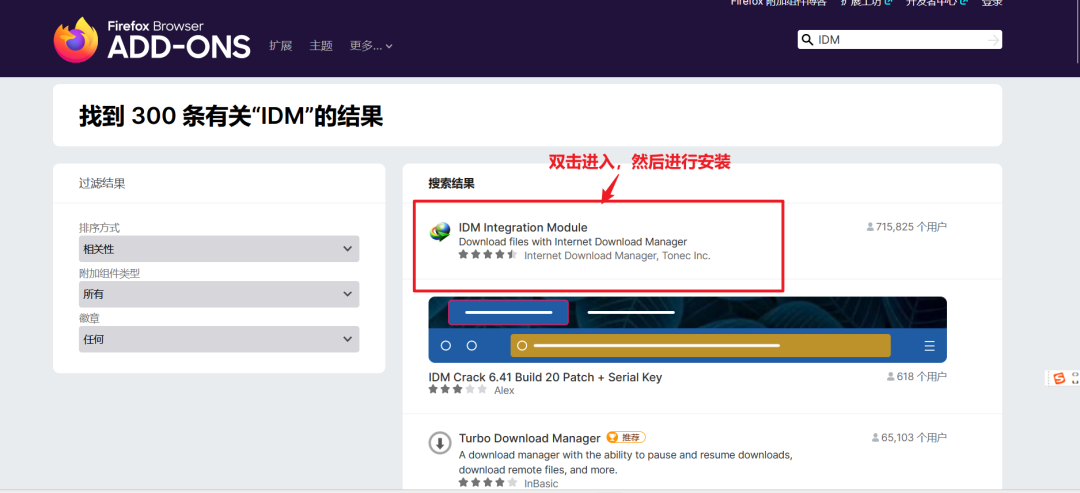 Firefox 附加组件博客 扩展工坊 开发者中心 登录
Firefox Browser
ADD-ONS
扩展 主题 更多...
IDM
找到 300 条有关“IDM”的结果
双击进入，然后进行安装
过滤结果
搜索结果
排序方式
相关性
附加组件类型
所有
徽章
任何
IDM Integration Module
715,825 个用户
Download files with Internet Download Manager
Internet Download Manager, Tonec Inc.
IDM Crack 6.41 Build 20 Patch + Serial Key
618 个用户
Alex
Turbo Download Manager 推荐
65,103 个用户
A download manager with the ability to pause and resume downloads,
download remote files, and more.
InBasic